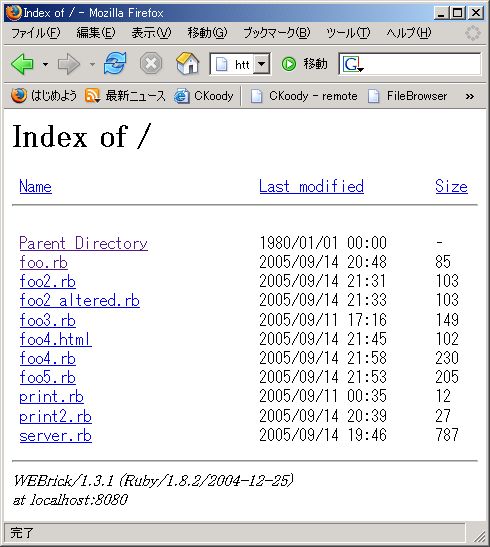 Index of / - Mozilla Firefox
ファイル(F) 編集(E) 表示(V) 移動(G) ブックマーク(B) ツール(T) ヘルプ(H)
htt 移動 G
はじめよう 最新ニュース CKoody CKoody - remote FileBrowser »
Index of /
Name Last modified Size
Parent Directory 1980/01/01 00:00 -
foo.rb 2005/09/14 20:48 85
foo2.rb 2005/09/14 21:31 103
foo2_altered.rb 2005/09/14 21:33 103
foo3.rb 2005/09/11 17:16 149
foo4.html 2005/09/14 21:45 102
foo4.rb 2005/09/14 21:58 230
foo5.rb 2005/09/14 21:53 205
print.rb 2005/09/11 00:35 12
print2.rb 2005/09/14 20:39 27
server.rb 2005/09/14 19:46 787
WEBrick/1.3.1 (Ruby/1.8.2/2004-12-25)
at localhost:8080
完了